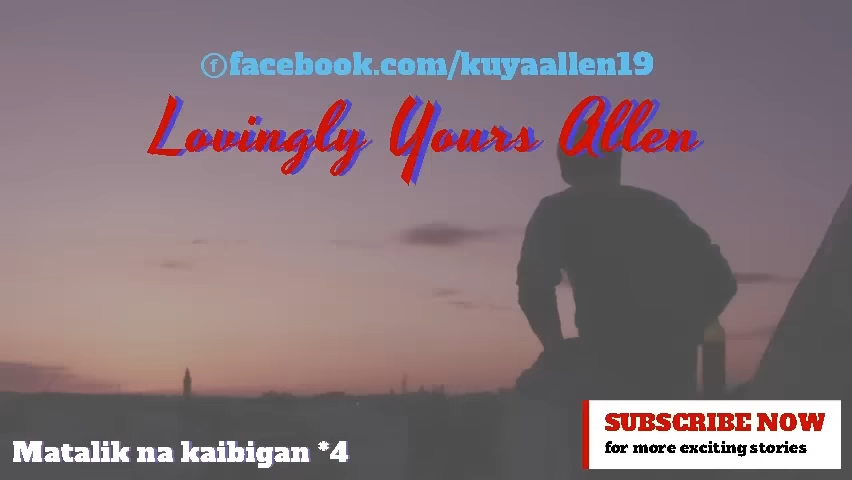 facebook.com/kuyaallen19
Lovingly Yours Allen
SUBSCRIBE NOW
for more exciting stories
Matalik na kaibigan *4